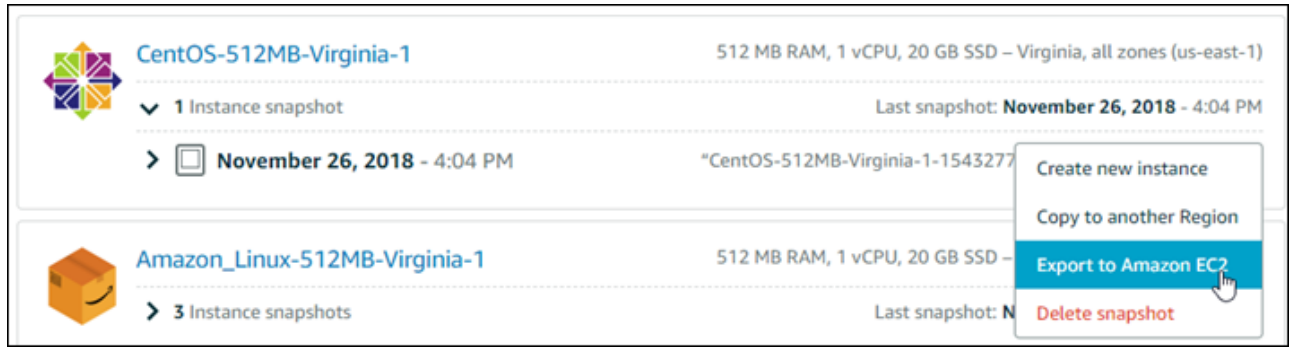 CentOS-512MB-Virginia-1
512 MB RAM, 1 vCPU, 20 GB SSD – Virginia, all zones (us-east-1)
1 Instance snapshot
Last snapshot: November 26, 2018 - 4:04 PM
November 26, 2018 - 4:04 PM
“CentOS-512MB-Virginia-1-1543277
Create new instance
Copy to another Region
Export to Amazon EC2
Delete snapshot
Amazon_Linux-512MB-Virginia-1
512 MB RAM, 1 vCPU, 20 GB SSD –
3 Instance snapshots
Last snapshot: N